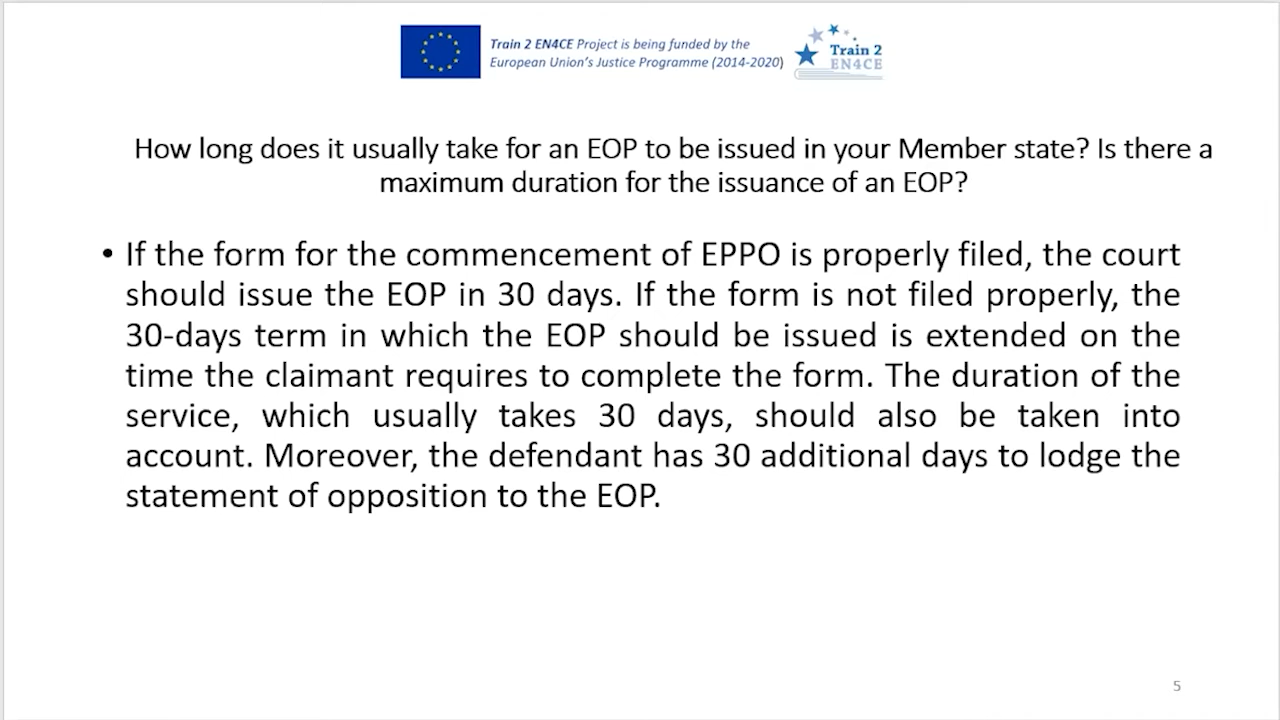 Train 2 EN4CE Project is being funded by the
European Union's Justice Programme (2014-2020)
Train 2
EN4CE
How long does it usually take for an EOP to be issued in your Member state? Is there a
maximum duration for the issuance of an EOP?
• If the form for the commencement of EPPO is properly filed, the court
should issue the EOP in 30 days. If the form is not filed properly, the
30-days term in which the EOP should be issued is extended on the
time the claimant requires to complete the form. The duration of the
service, which usually takes 30 days, should also be taken into
account. Moreover, the defendant has 30 additional days to lodge the
statement of opposition to the EOP.
5